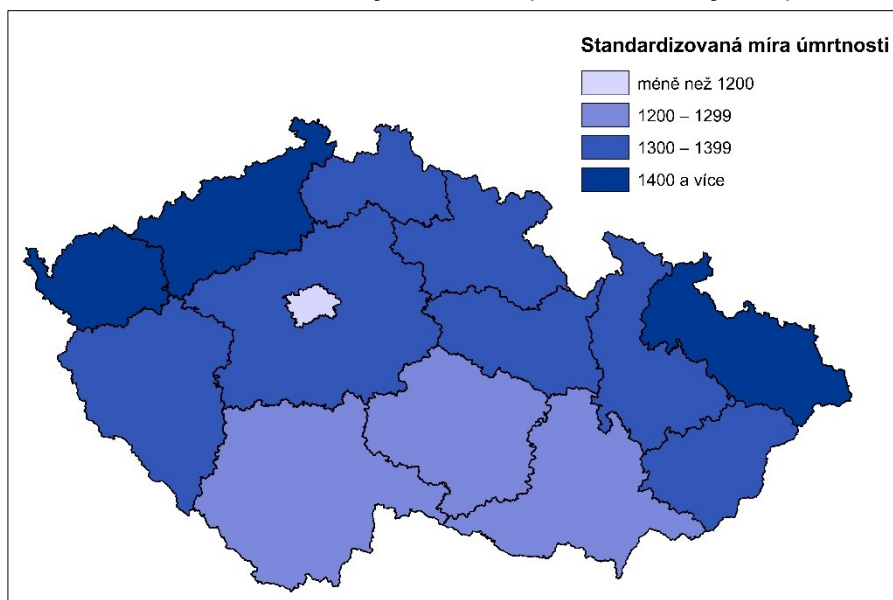 Standardizovaná míra úmrtnosti
méně než 1200
1200 – 1299
1300 – 1399
1400 a více